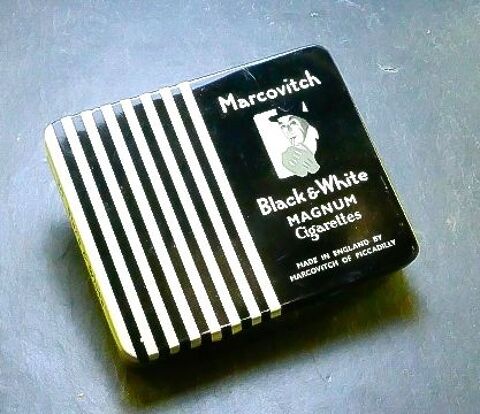 Marcovitch
Black & White
MAGNUM
Cigarettes
MADE IN ENGLAND BY
MARCOVITCH OF PICCADILLY